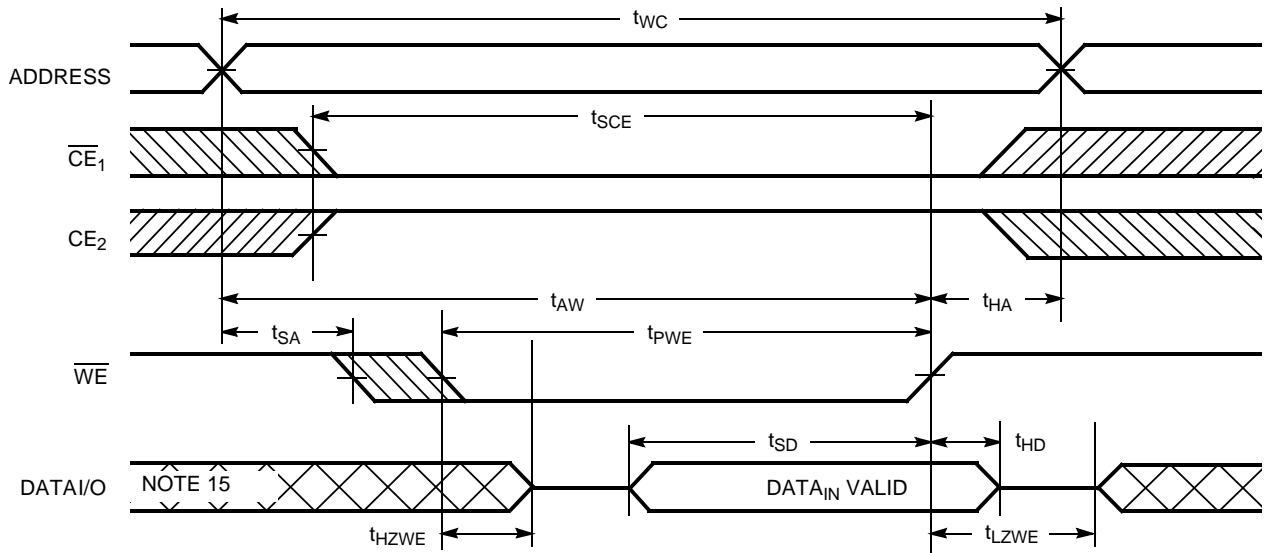 tWC
ADDRESS
tSCE
CE1
CE2
tAW
tHA
tSA
tPWE
WE
tSD
tHD
DATAI/O
NOTE 15
DATAIN VALID
tHZWE
tLZWE